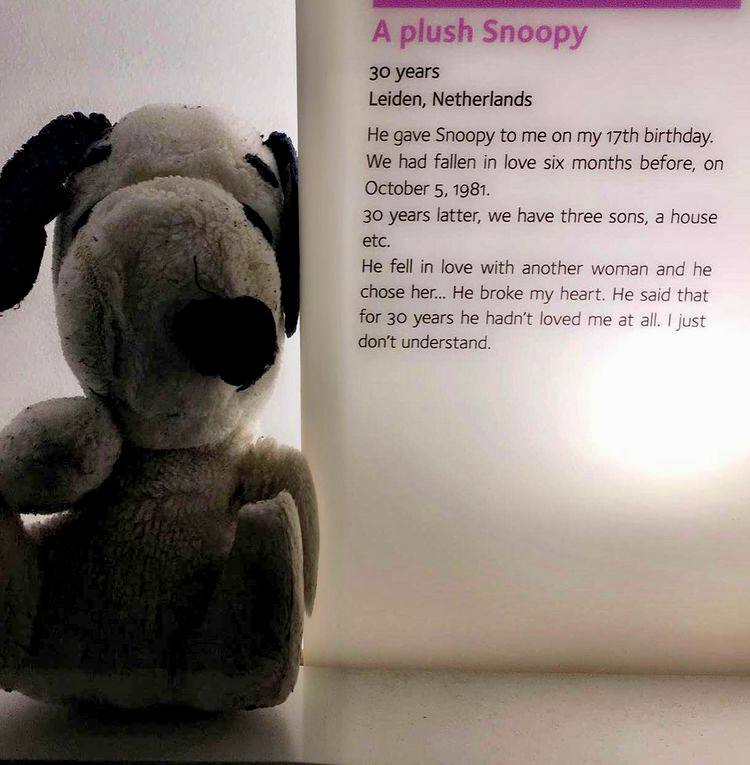 A plush Snoopy
30 years
Leiden, Netherlands
He gave Snoopy to me on my 17th birthday.
We had fallen in love six months before, on
October 5, 1981.
30 years latter, we have three sons, a house
etc.
He fell in love with another woman and he
chose her... He broke my heart. He said that
for 30 years he hadn't loved me at all. I just
don't understand.